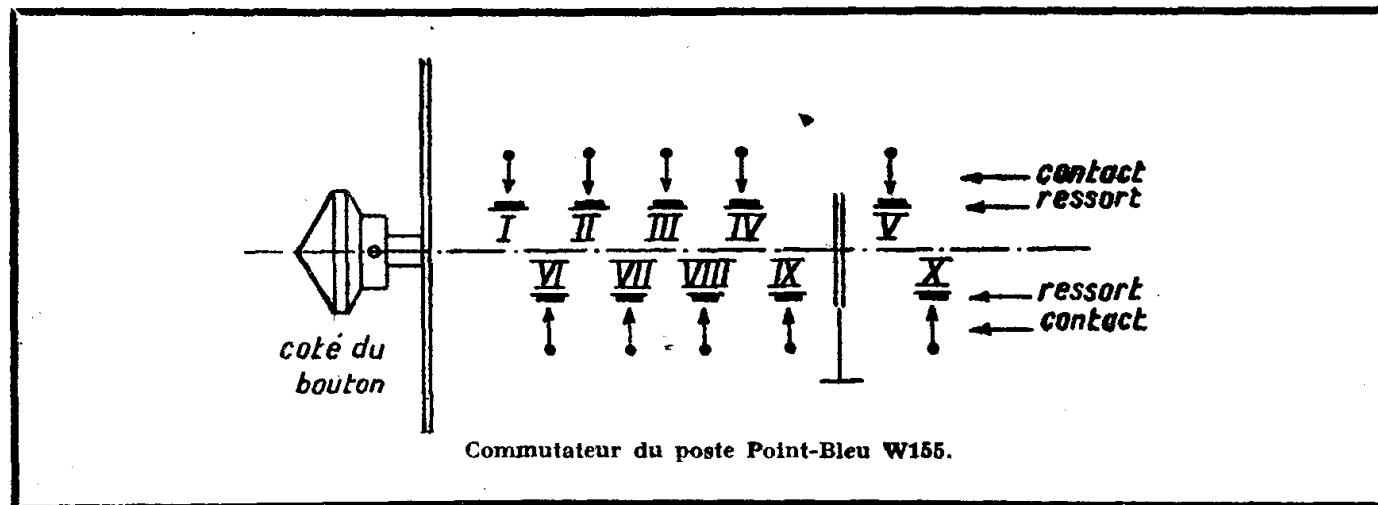 contact
ressort
I II III IV V
VI VII VIII IX X
ressort
contact
coté du
bouton
Commutateur du poste Point-Bleu W155.